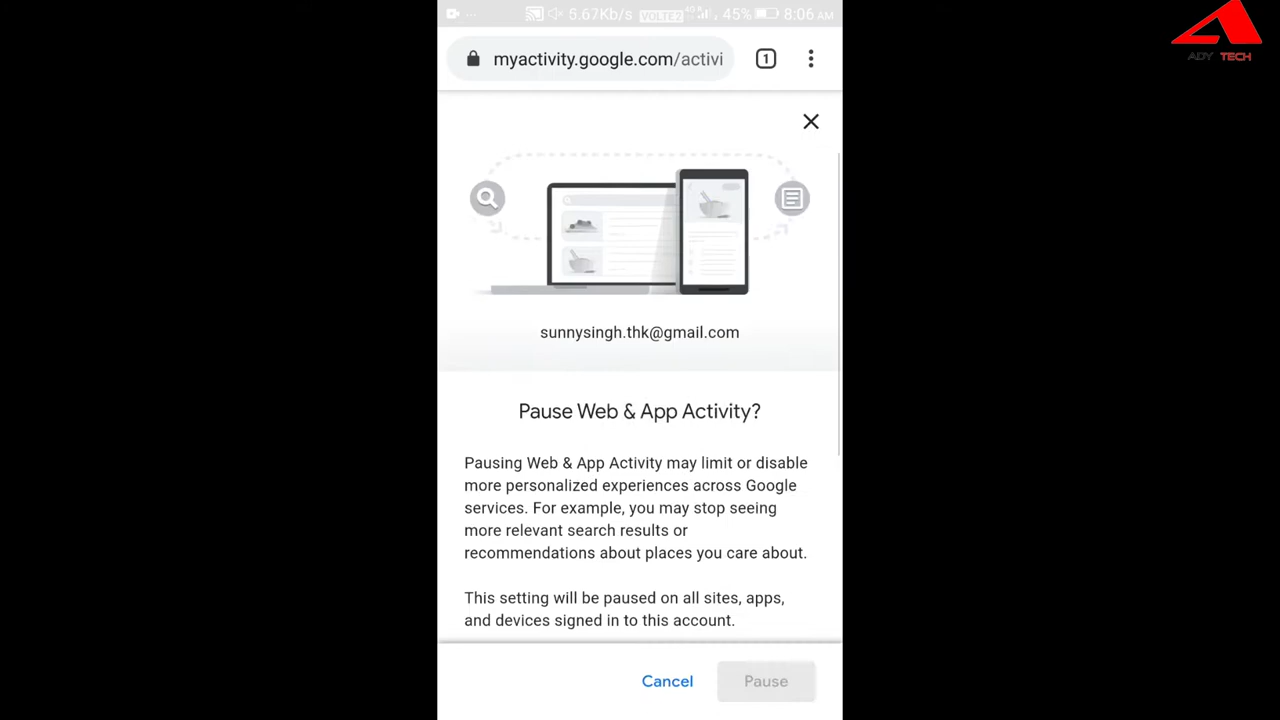 5.67Kb/s VOLTE2 4G 45% 8:06 AM
ADY TECH
myactivity.google.com/activi
1
sunnysingh.thk@gmail.com
Pause Web & App Activity?
Pausing Web & App Activity may limit or disable
more personalized experiences across Google
services. For example, you may stop seeing
more relevant search results or
recommendations about places you care about.
This setting will be paused on all sites, apps,
and devices signed in to this account.
Cancel
Pause